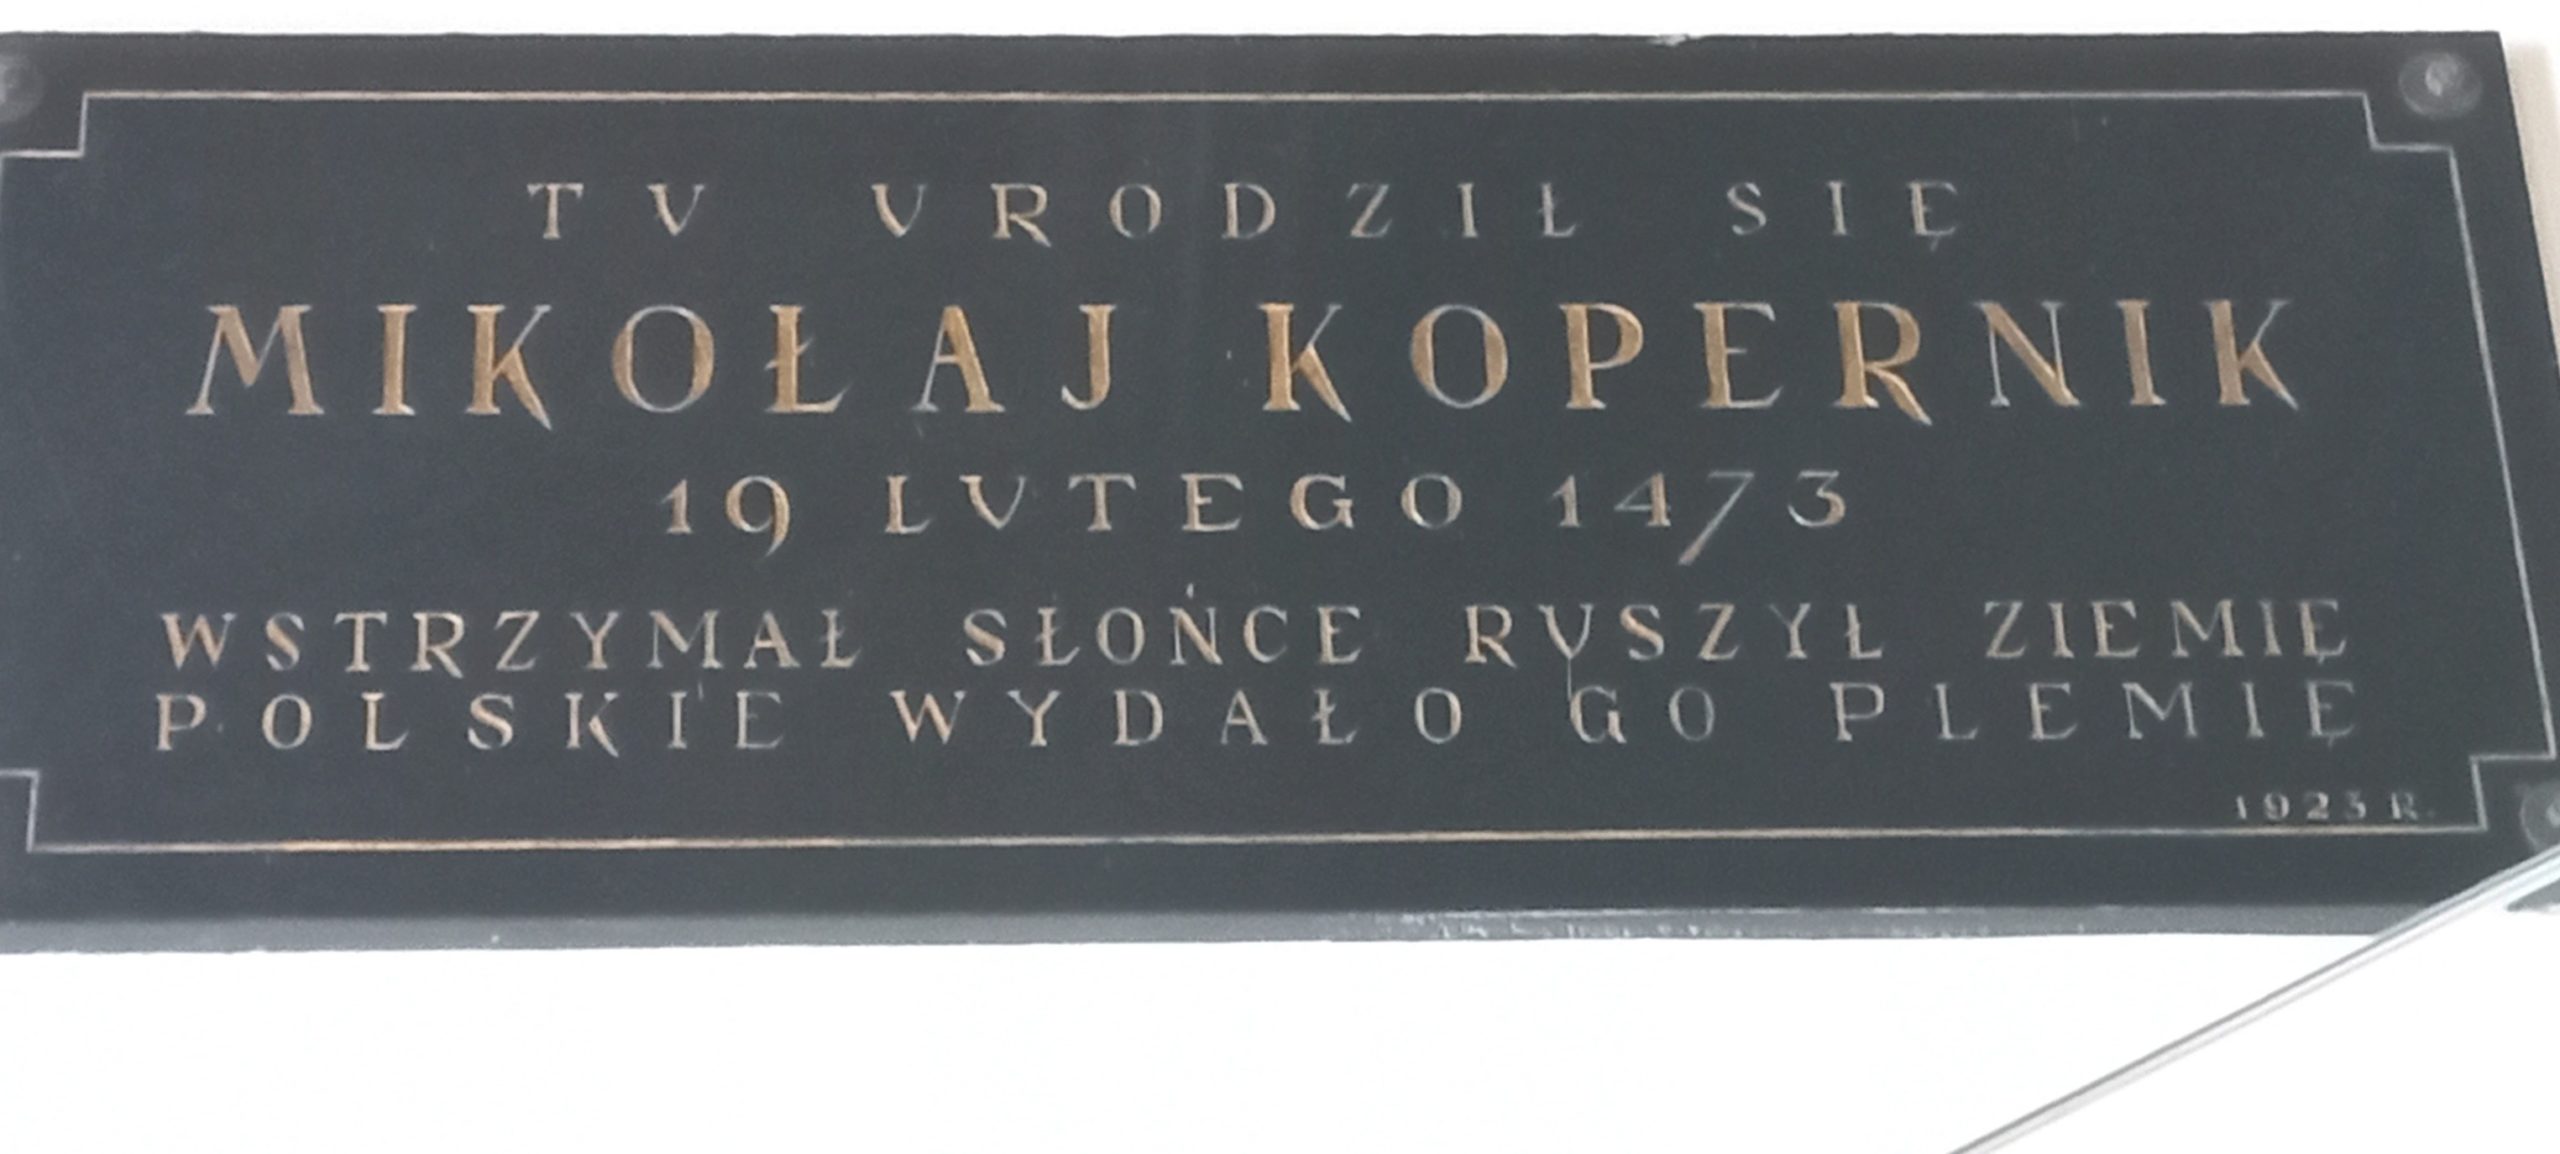 TV VRODZIŁ SIĘ
MIKOŁAJ KOPERNIK
19 LVTEGO 1473
WSTRZYMAŁ SŁOŃCE RVSZYŁ ZIEMIĘ
POLSKIE WYDAŁO GO PLEMIĘ
1923 R.